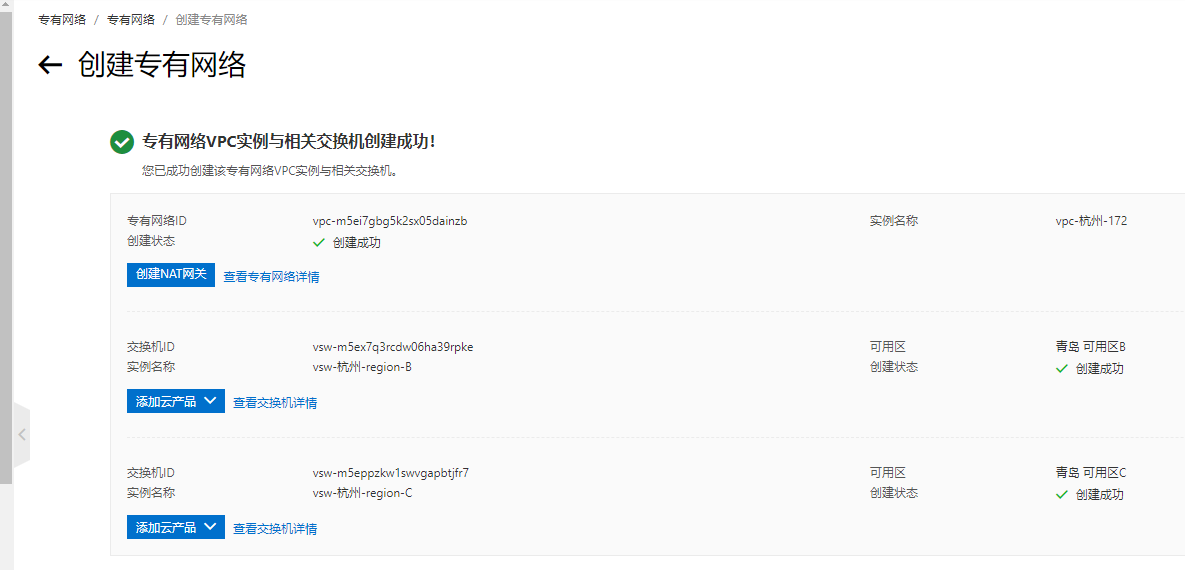 专有网络 / 专有网络 / 创建专有网络
创建专有网络
专有网络VPC实例与相关交换机创建成功!
您已成功创建该专有网络VPC实例与相关交换机。
专有网络ID vpc-m5ei7gbg5k2sx05dainzb 实例名称 vpc-杭州-172
创建状态 创建成功
创建NAT网关 查看专有网络详情
交换机ID vsw-m5ex7q3rcdw06ha39rpke 可用区 青岛 可用区B
实例名称 vsw-杭州-region-B 创建状态 创建成功
添加云产品 查看交换机详情
交换机ID vsw-m5eppzkw1swvgapbtjfr7 可用区 青岛 可用区C
实例名称 vsw-杭州-region-C 创建状态 创建成功
添加云产品 查看交换机详情